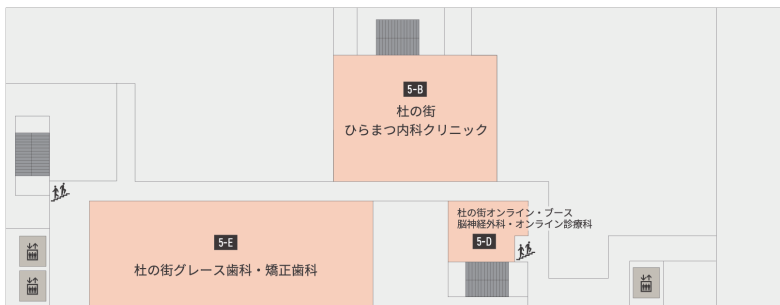 5-B
杜の街
ひらまつ内科クリニック
杜の街オンライン・ブース
脳神経外科・オンライン診療科
5-D
5-E
杜の街グレース歯科・矯正歯科